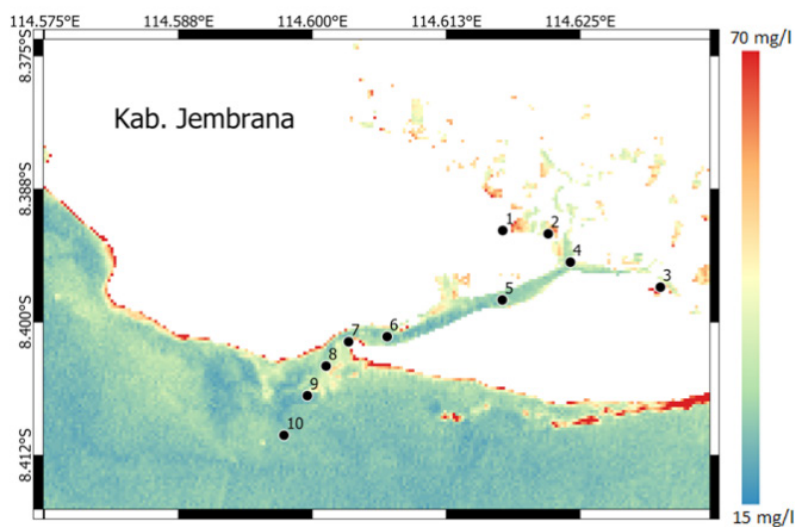 114.575°E 114.588°E 114.600°E 114.613°E 114.625°E
70 mg/l
8.375°S
Kab. Jembrana
8.388°S
1
2
4
3
5
8.400°S
6
7
8
9
10
8.412°S
15 mg/l